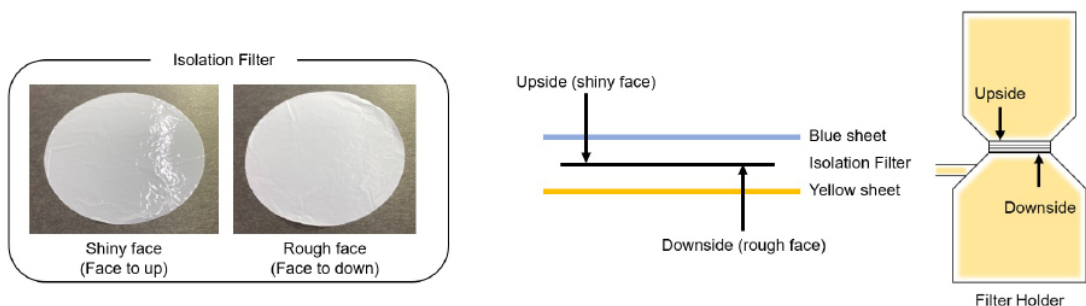 Isolation Filter
Shiny face
(Face to up)
Rough face
(Face to down)
Upside (shiny face)
Blue sheet
Isolation Filter
Yellow sheet
Downside (rough face)
Upside
Downside
Filter Holder